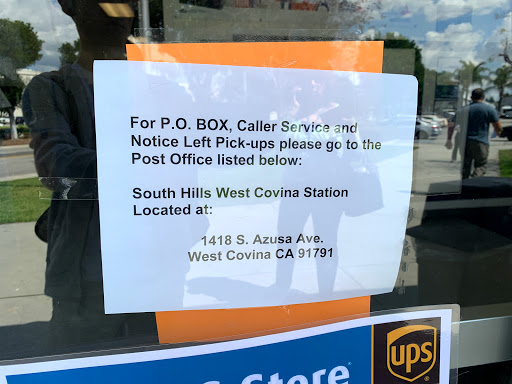 For P.O. BOX, Caller Service and
Notice Left Pick-ups please go to the
Post Office listed below:
South Hills West Covina Station
Located at:
1418 S. Azusa Ave.
West Covina CA 91791
Store
ups